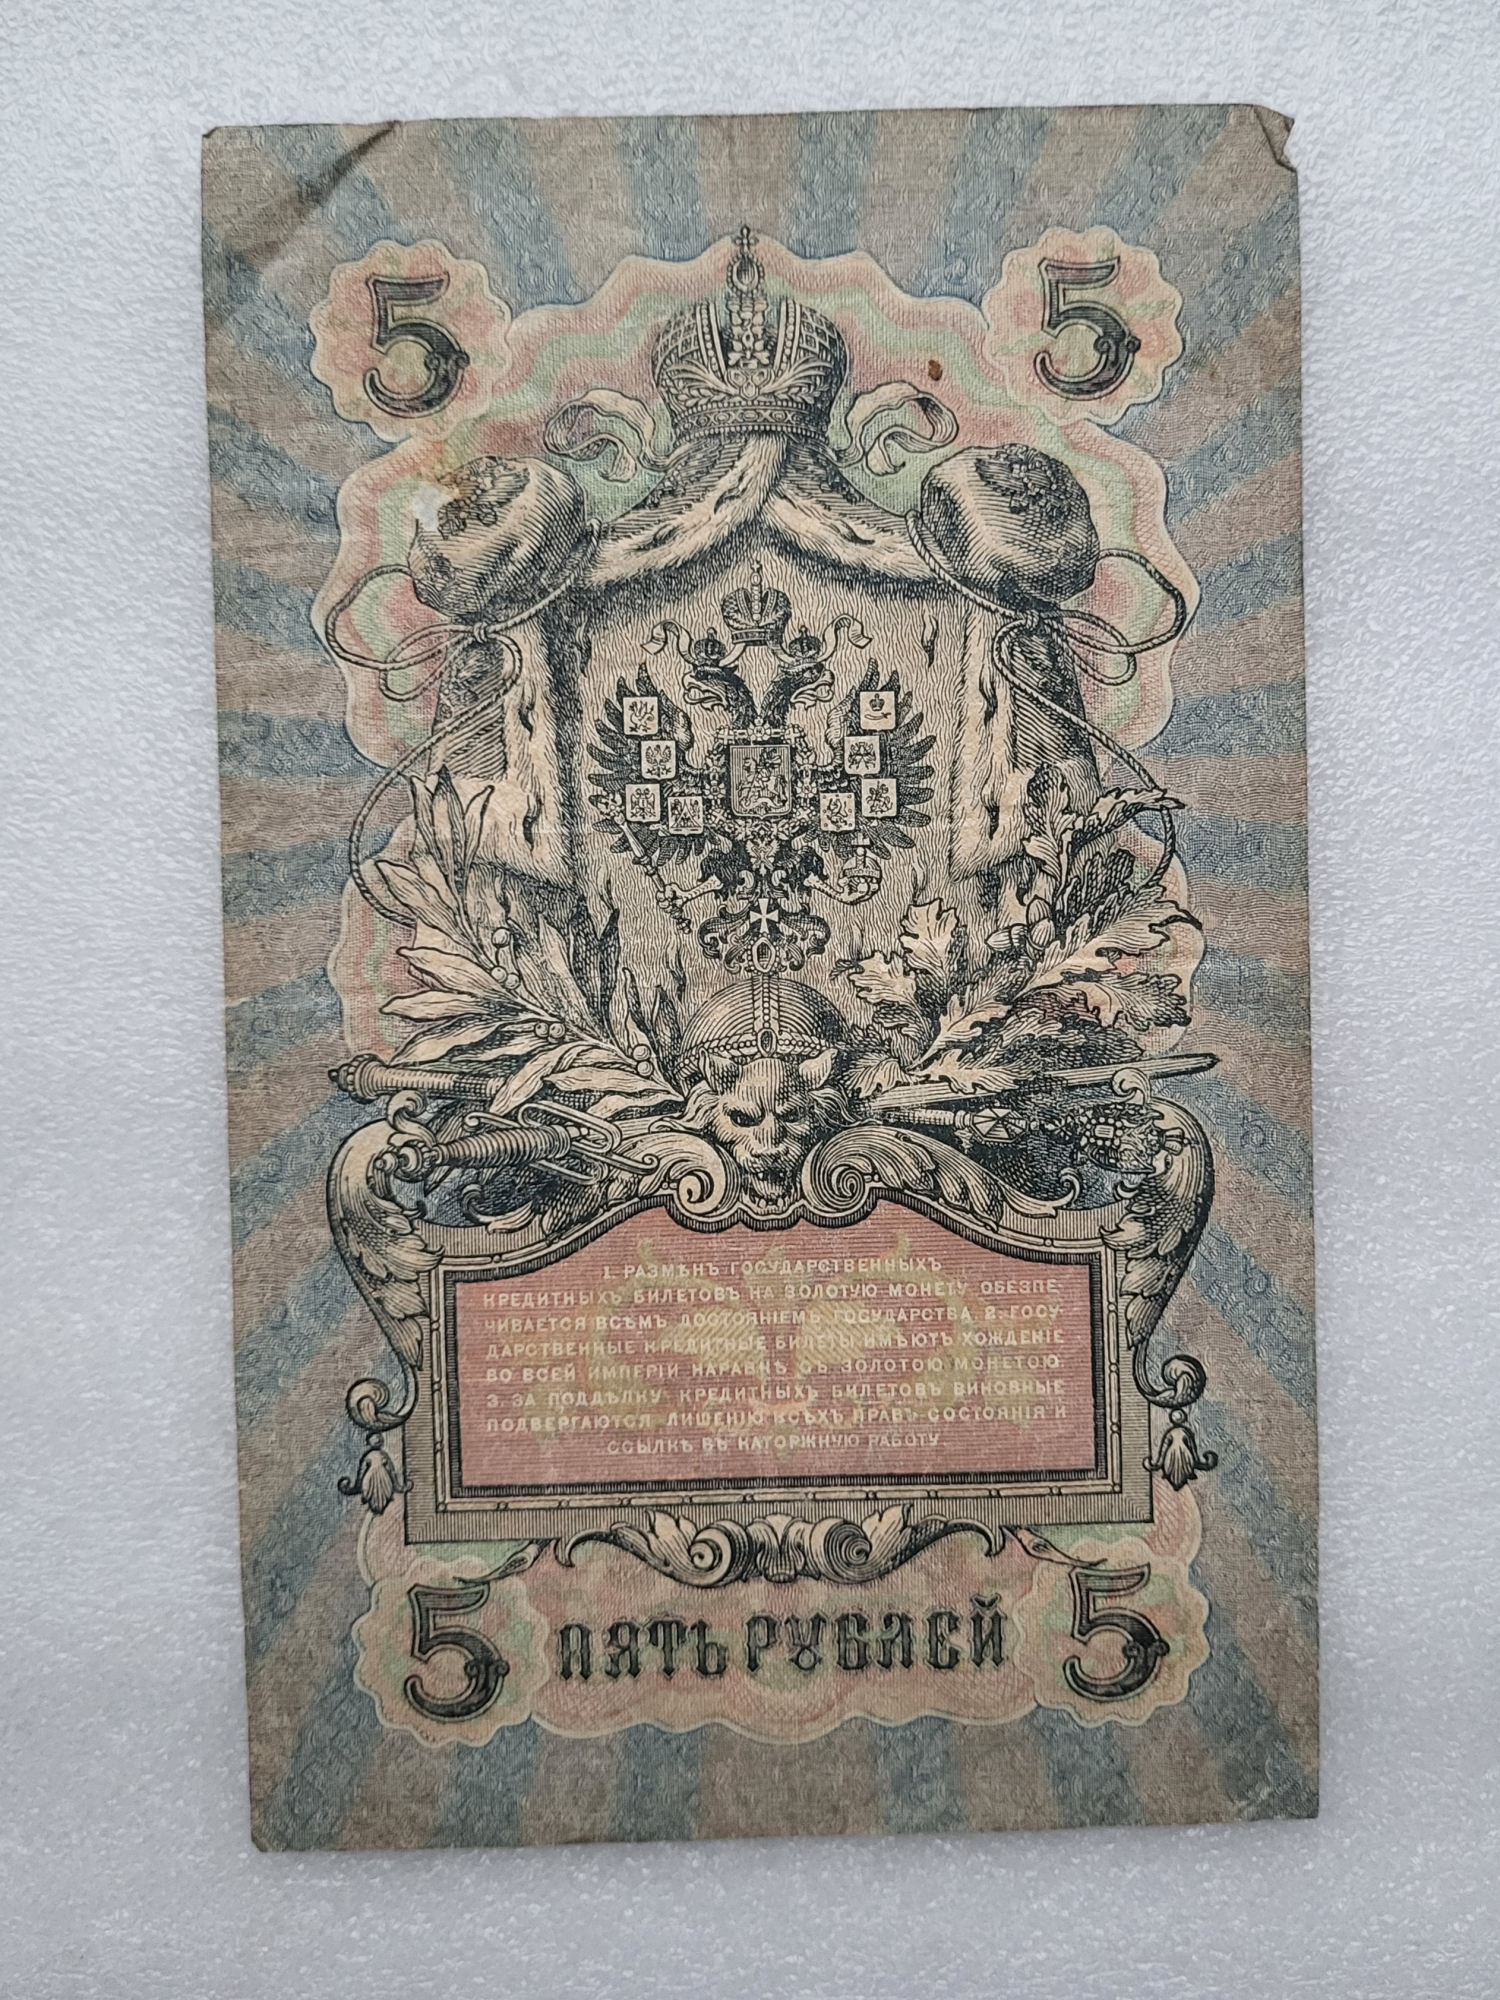 5 5
1. РАЗМѢНЪ ГОСУДАРСТВЕННЫХЪ
КРЕДИТНЫХЪ БИЛЕТОВЪ НА ЗОЛОТУЮ МОНЕТУ ОБЕЗПЕ-
ЧИВАЕТСЯ ВСѢМЪ ДОСТОЯНІЕМЪ ГОСУДАРСТВА 2. ГОСУ-
ДАРСТВЕННЫЕ КРЕДИТНЫЕ БИЛЕТЫ ИМѢЮТЪ ХОЖДЕНІЕ
ВО ВСЕЙ ИМПЕРІИ НАРАВНѢ СЪ ЗОЛОТОЮ МОНЕТОЮ
3. ЗА ПОДДѢЛКУ КРЕДИТНЫХЪ БИЛЕТОВЪ ВИНОВНЫЕ
ПОДВЕРГАЮТСЯ ЛИШЕНІЮ ВСѢХЪ ПРАВЪ СОСТОЯНІЯ И
ССЫЛКѢ ВЪ КАТОРЖНУЮ РАБОТУ.
5 ПЯТЬ РУБЛЕЙ 5